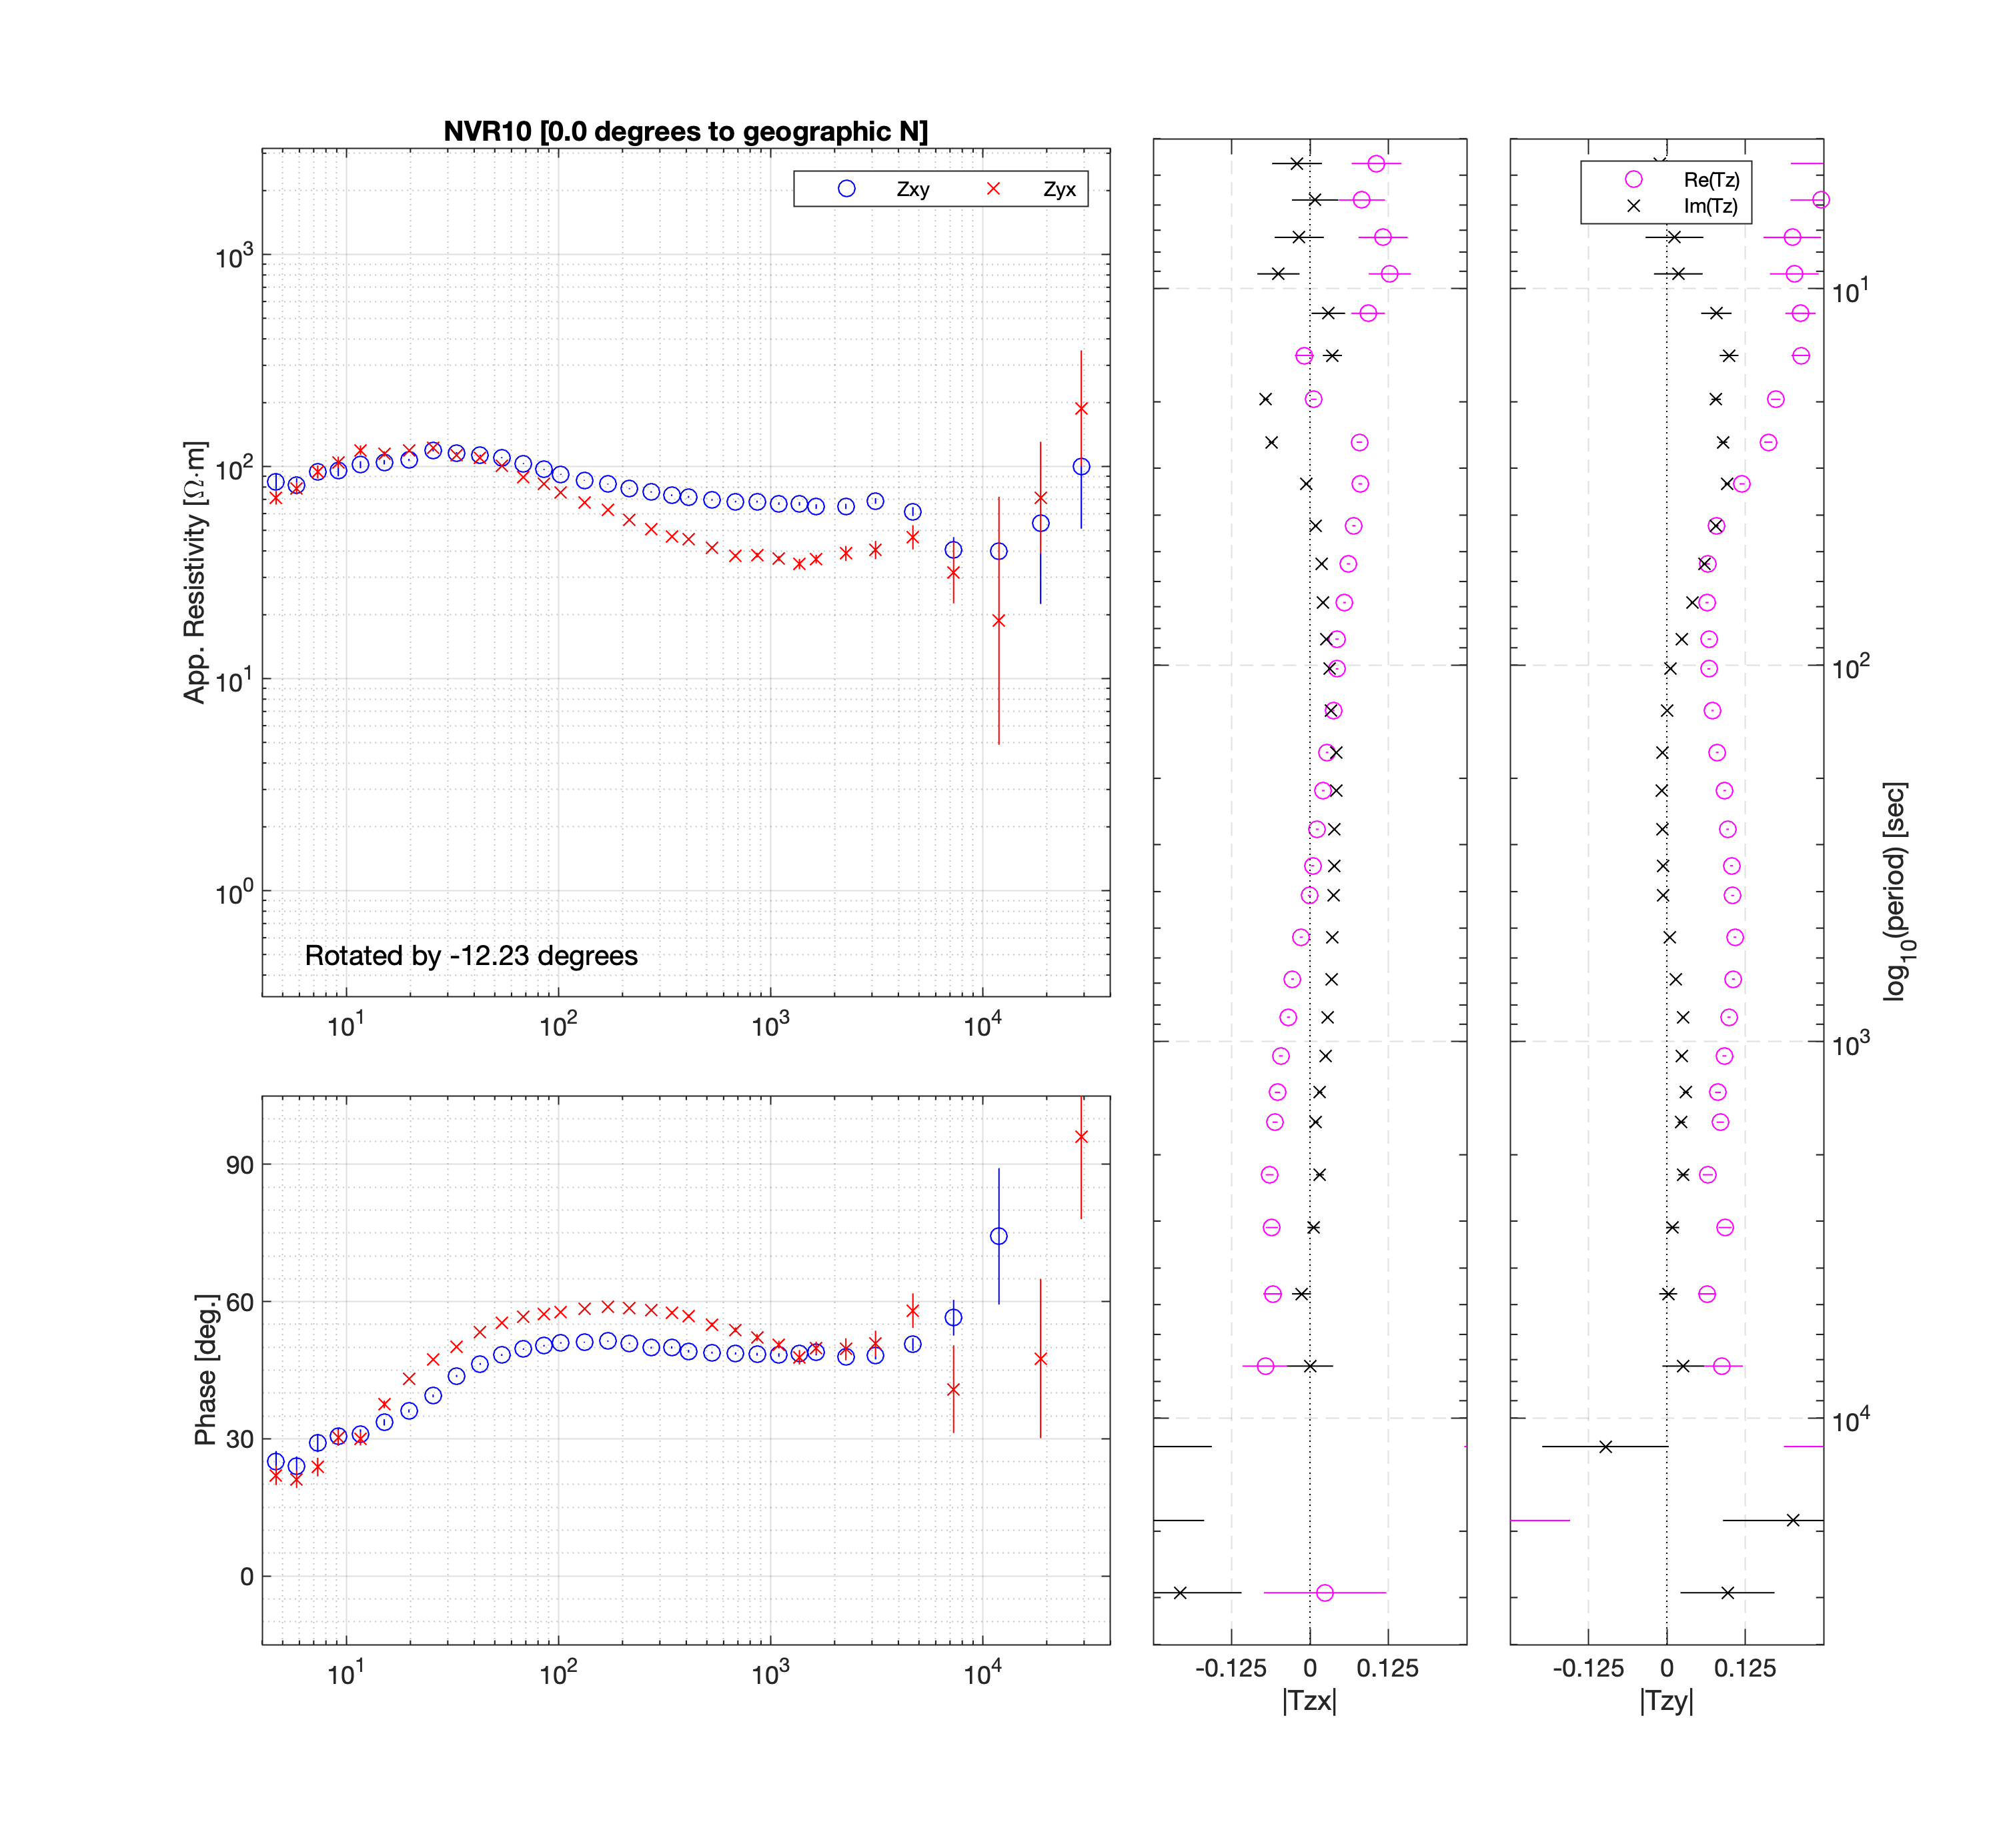 NVR10 [0.0 degrees to geographic N]
Zxy Zyx
10^3
10^2
10^1
10^0
App. Resistivity [Ω·m]
Rotated by -12.23 degrees
10^1 10^2 10^3 10^4
90
60
30
0
Phase [deg.]
10^1 10^2 10^3 10^4
-0.125 0 0.125
|Tzx|
Re(Tz)
Im(Tz)
10^1
10^2
10^3
10^4
log_10(period) [sec]
-0.125 0 0.125
|Tzy|